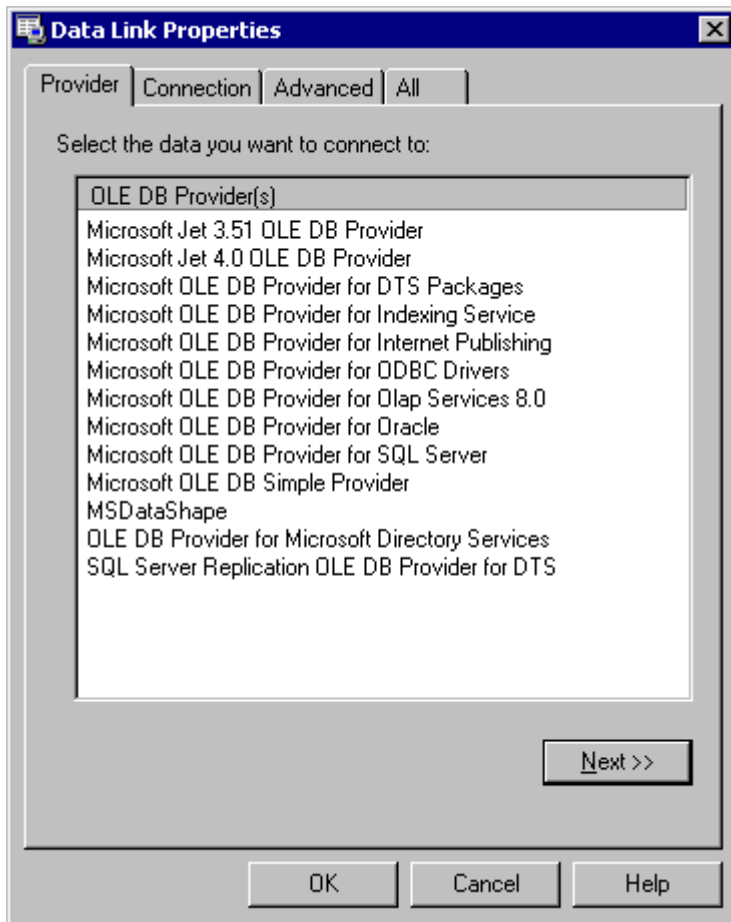 Data Link Properties
Provider Connection Advanced All
Select the data you want to connect to:
OLE DB Provider(s)
Microsoft Jet 3.51 OLE DB Provider
Microsoft Jet 4.0 OLE DB Provider
Microsoft OLE DB Provider for DTS Packages
Microsoft OLE DB Provider for Indexing Service
Microsoft OLE DB Provider for Internet Publishing
Microsoft OLE DB Provider for ODBC Drivers
Microsoft OLE DB Provider for Olap Services 8.0
Microsoft OLE DB Provider for Oracle
Microsoft OLE DB Provider for SQL Server
Microsoft OLE DB Simple Provider
MSDataShape
OLE DB Provider for Microsoft Directory Services
SQL Server Replication OLE DB Provider for DTS
Next >>
OK Cancel Help